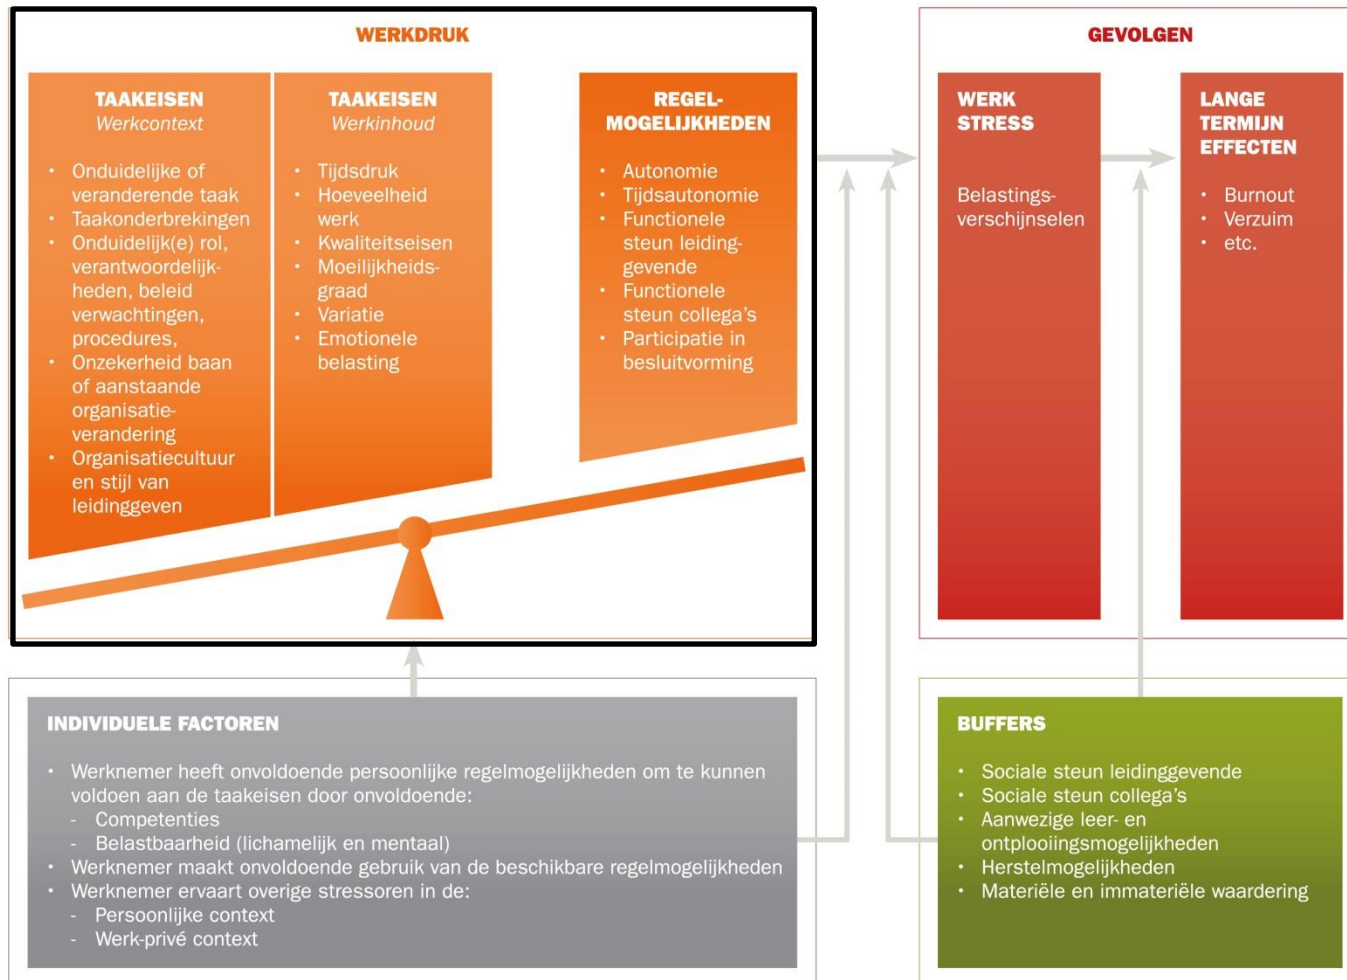 WERKDRUK
TAAKEISEN
Werkcontext
• Onduidelijke of
veranderende taak
• Taakonderbrekingen
• Onduidelijk(e) rol,
verantwoordelijk-
heden, beleid
verwachtingen,
procedures,
• Onzekerheid baan
of aanstaande
organisatie-
verandering
• Organisatiecultuur
en stijl van
leidinggeven
TAAKEISEN
Werkinhoud
• Tijdsdruk
• Hoeveelheid
werk
• Kwaliteitseisen
• Moeilijkheids-
graad
• Variatie
• Emotionele
belasting
REGEL-
MOGELIJKHEDEN
• Autonomie
• Tijdsautonomie
• Functionele
steun leiding-
gevende
• Functionele
steun collega's
• Participatie in
besluitvorming
GEVOLGEN
WERK
STRESS
Belastings-
verschijnselen
LANGE
TERMIJN
EFFECTEN
• Burnout
• Verzuim
• etc.
INDIVIDUELE FACTOREN
• Werknemer heeft onvoldoende persoonlijke regelmogelijkheden om te kunnen
voldoen aan de taakeisen door onvoldoende:
- Competenties
- Belastbaarheid (lichamelijk en mentaal)
• Werknemer maakt onvoldoende gebruik van de beschikbare regelmogelijkheden
• Werknemer ervaart overige stressoren in de:
- Persoonlijke context
- Werk-privé context
BUFFERS
• Sociale steun leidinggevende
• Sociale steun collega's
• Aanwezige leer- en
ontplooiingsmogelijkheden
• Herstelmogelijkheden
• Materiële en immateriële waardering